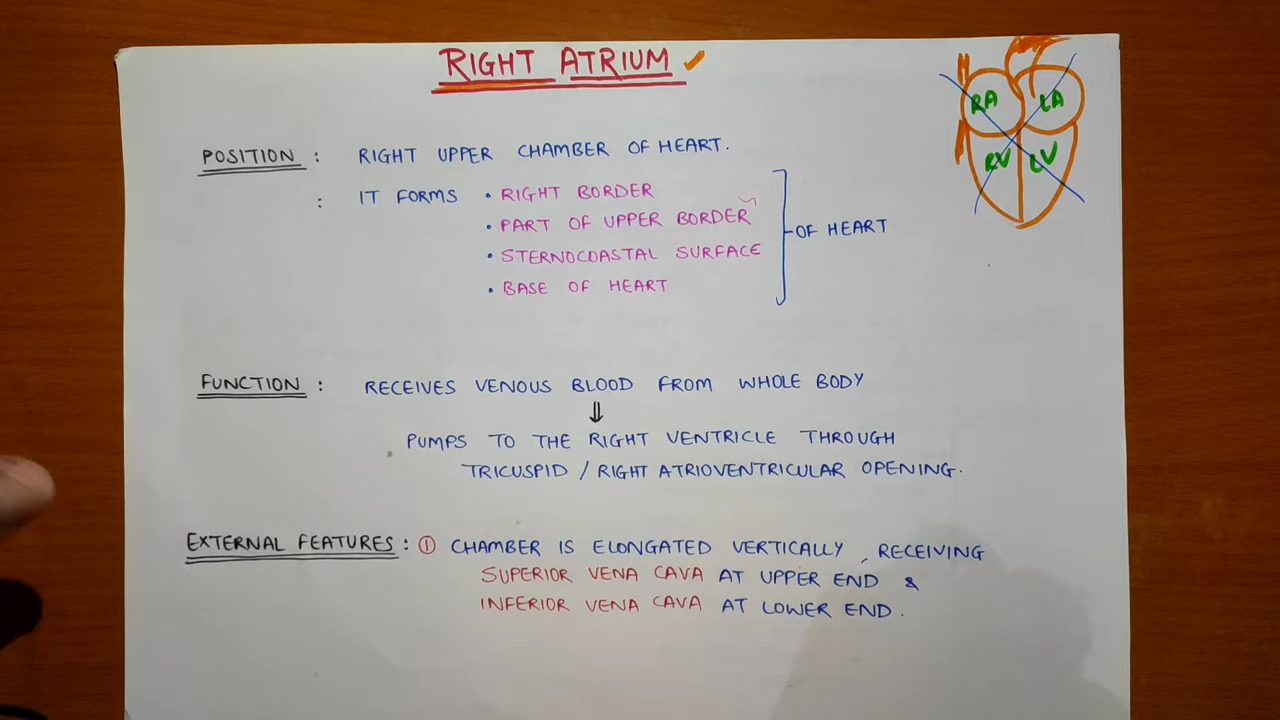 RIGHT ATRIUM
RA LA
RV LV
POSITION : RIGHT UPPER CHAMBER OF HEART.
: IT FORMS • RIGHT BORDER
• PART OF UPPER BORDER
• STERNOCOASTAL SURFACE
• BASE OF HEART
OF HEART
FUNCTION : RECEIVES VENOUS BLOOD FROM WHOLE BODY
⇓
PUMPS TO THE RIGHT VENTRICLE THROUGH
TRICUSPID / RIGHT ATRIOVENTRICULAR OPENING.
EXTERNAL FEATURES : ① CHAMBER IS ELONGATED VERTICALLY, RECEIVING
SUPERIOR VENA CAVA AT UPPER END &
INFERIOR VENA CAVA AT LOWER END.